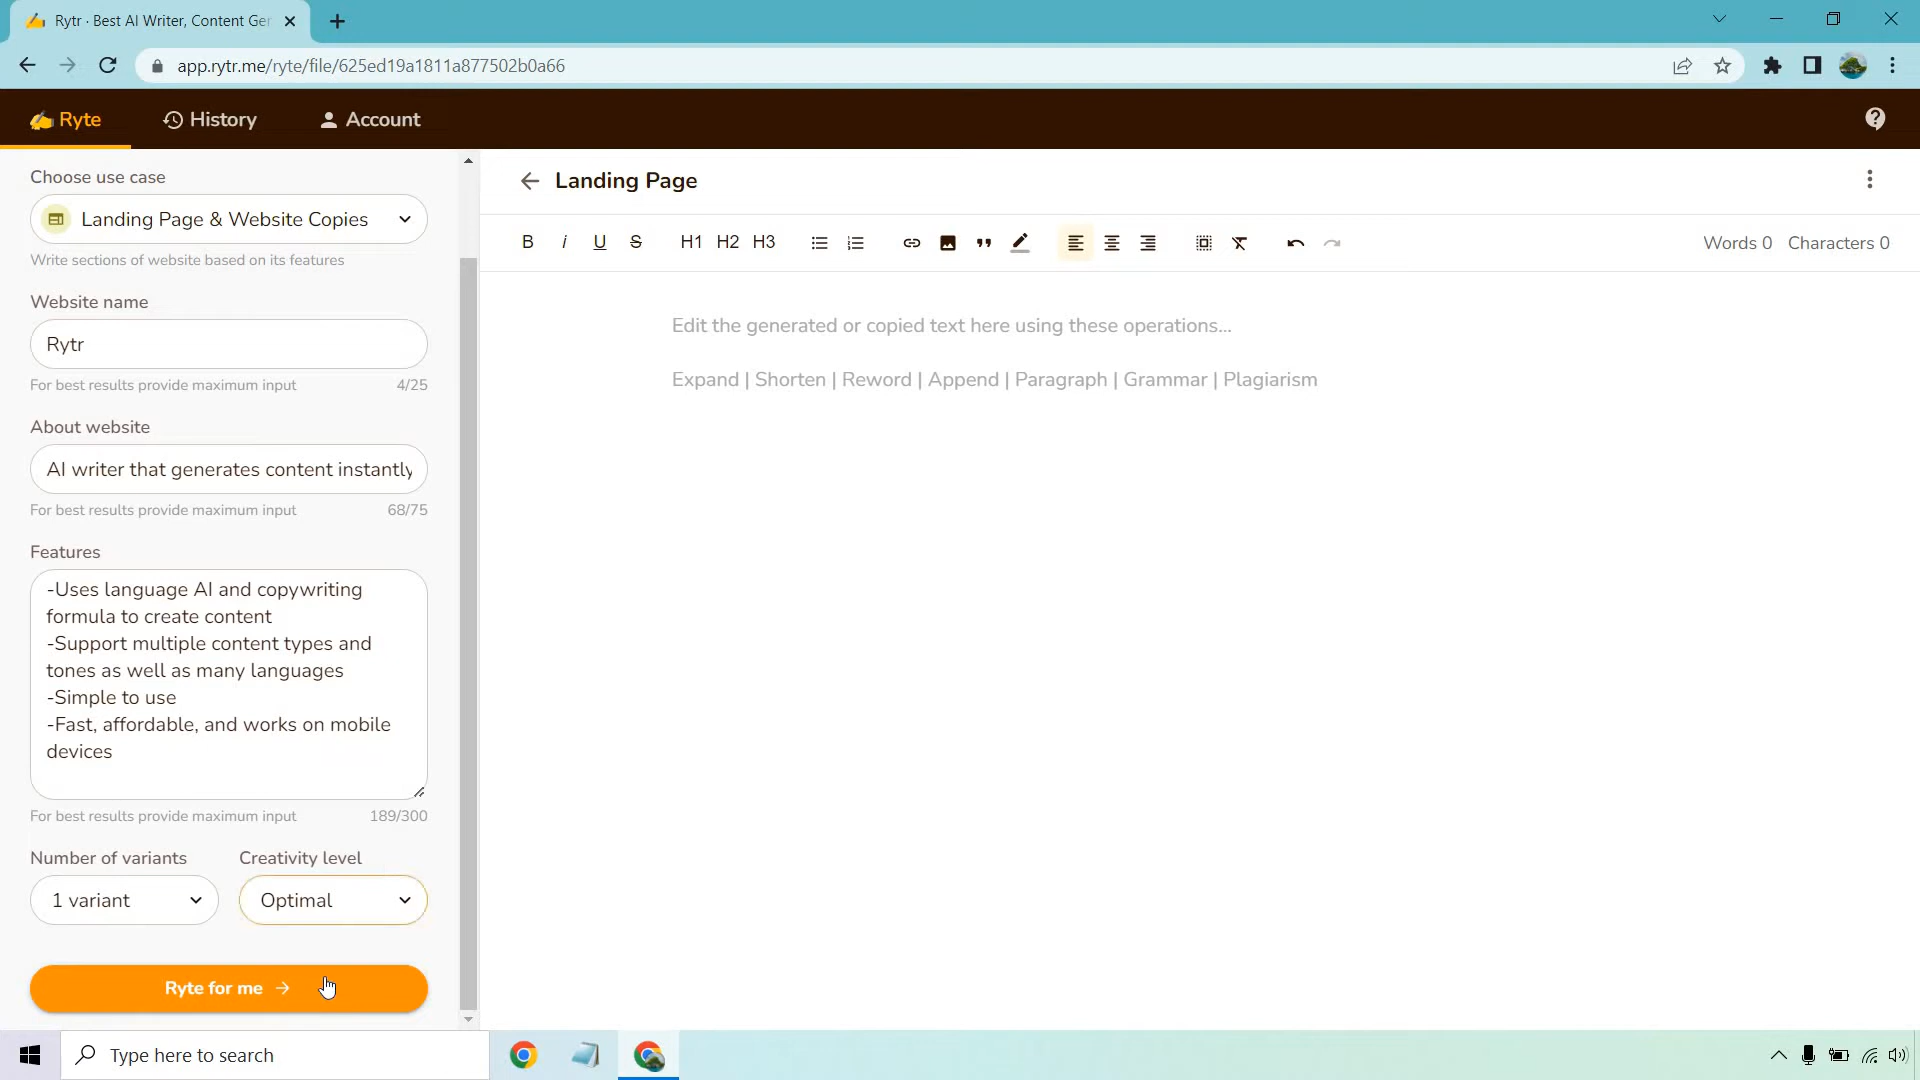 Rytr · Best AI Writer, Content Ger
app.rytr.me/ryte/file/625ed19a1811a877502b0a66
Ryte
History
Account
Choose use case
Landing Page & Website Copies
Write sections of website based on its features
Website name
Rytr
For best results provide maximum input 4/25
About website
AI writer that generates content instantly
For best results provide maximum input 68/75
Features
-Uses language AI and copywriting
formula to create content
-Support multiple content types and
tones as well as many languages
-Simple to use
-Fast, affordable, and works on mobile
devices
For best results provide maximum input 189/300
Number of variants Creativity level
1 variant Optimal
Ryte for me →
Landing Page
B i U S H1 H2 H3
Words 0 Characters 0
Edit the generated or copied text here using these operations...
Expand | Shorten | Reword | Append | Paragraph | Grammar | Plagiarism
Type here to search